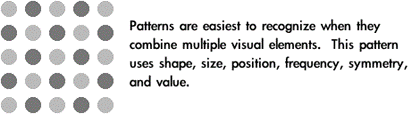 Patterns are easiest to recognize when they
combine multiple visual elements.  This pattern
uses shape, size, position, frequency, symmetry,
and value.